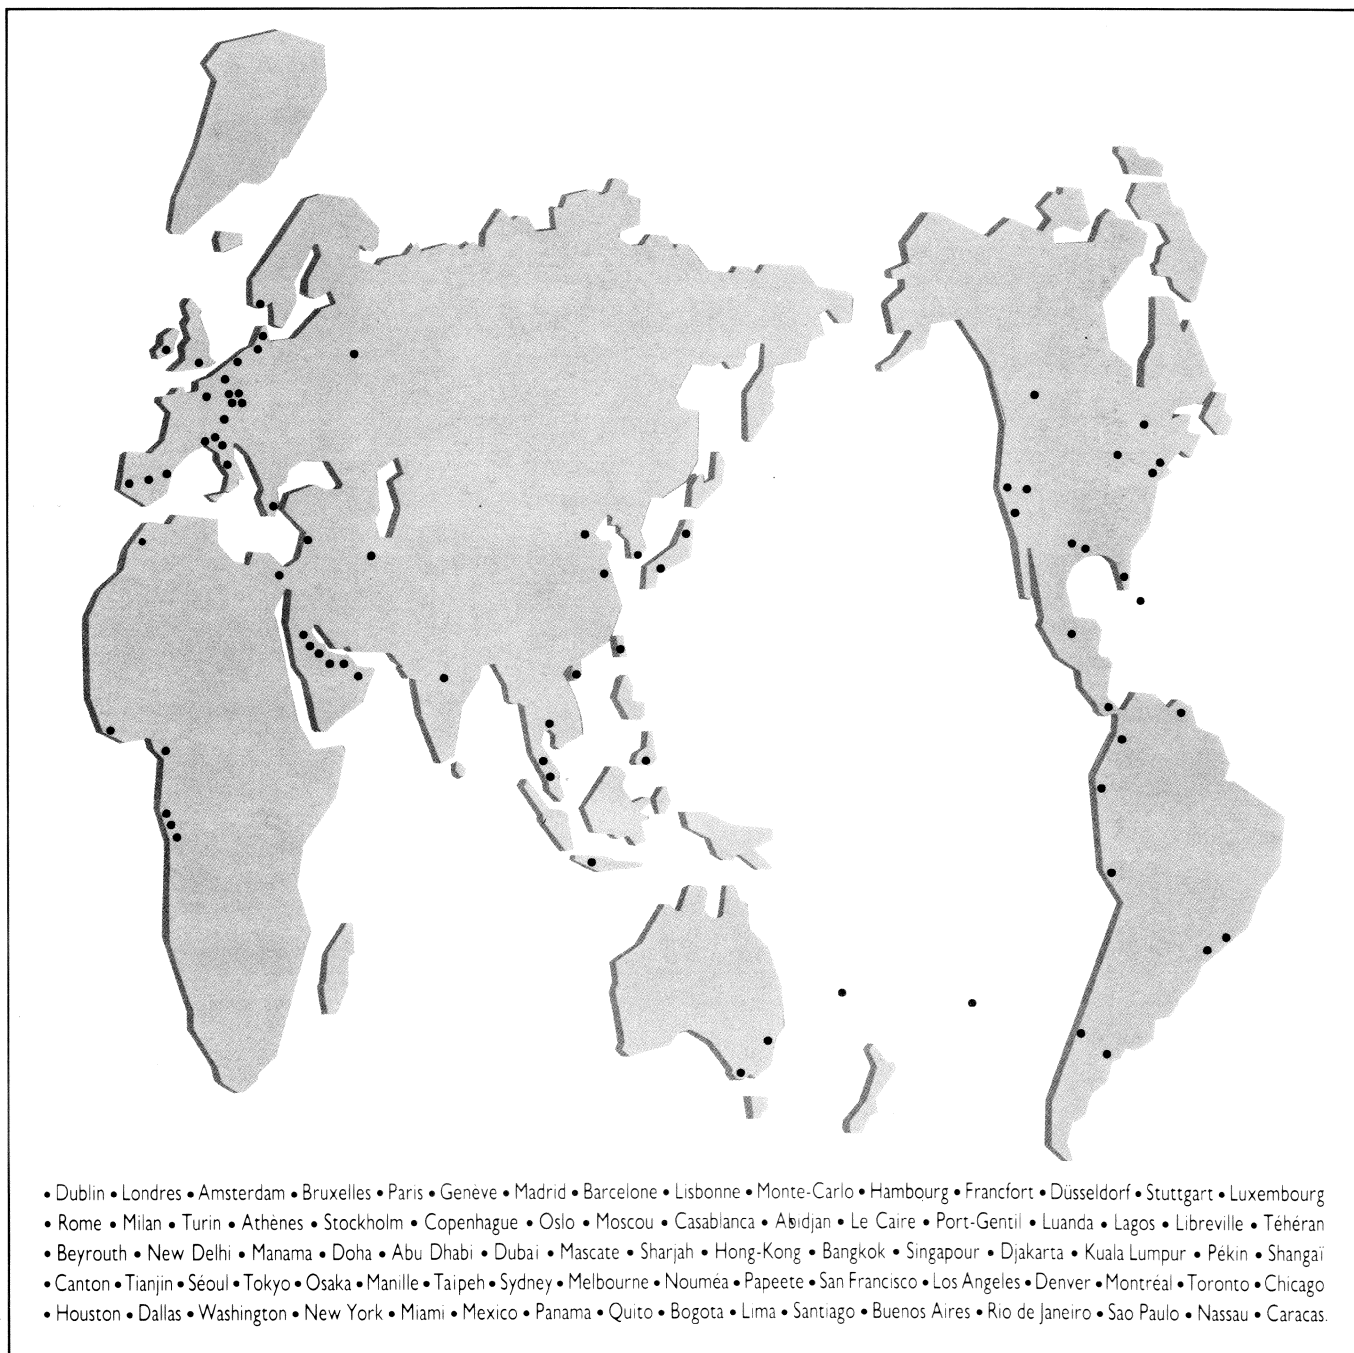 • Dublin • Londres • Amsterdam • Bruxelles • Paris • Genève • Madrid • Barcelone • Lisbonne • Monte-Carlo • Hambourg • Francfort • Düsseldorf • Stuttgart • Luxembourg
• Rome • Milan • Turin • Athènes • Stockholm • Copenhague • Oslo • Moscou • Casablanca • Abidjan • Le Caire • Port-Gentil • Luanda • Lagos • Libreville • Téhéran
• Beyrouth • New Delhi • Manama • Doha • Abu Dhabi • Dubai • Mascate • Sharjah • Hong-Kong • Bangkok • Singapour • Djakarta • Kuala Lumpur • Pékin • Shangaï
• Canton • Tianjin • Séoul • Tokyo • Osaka • Manille • Taipeh • Sydney • Melbourne • Nouméa • Papeete • San Francisco • Los Angeles • Denver • Montréal • Toronto • Chicago
• Houston • Dallas • Washington • New York • Miami • Mexico • Panama • Quito • Bogota • Lima • Santiago • Buenos Aires • Rio de Janeiro • Sao Paulo • Nassau • Caracas.